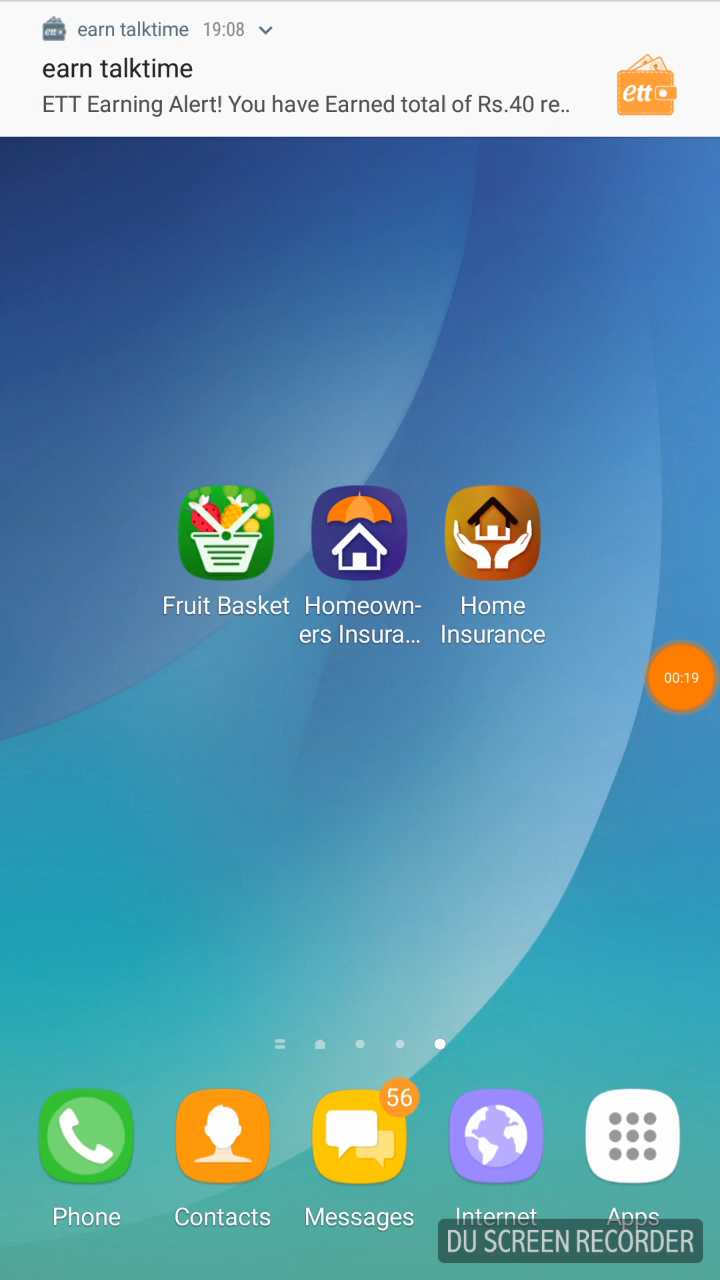 earn talktime 19:08
earn talktime
ETT Earning Alert! You have Earned total of Rs.40 re..
ett
Fruit Basket
Homeown-
ers Insura...
Home
Insurance
00:19
56
Phone
Contacts
Messages
Internet
Apps
DU SCREEN RECORDER